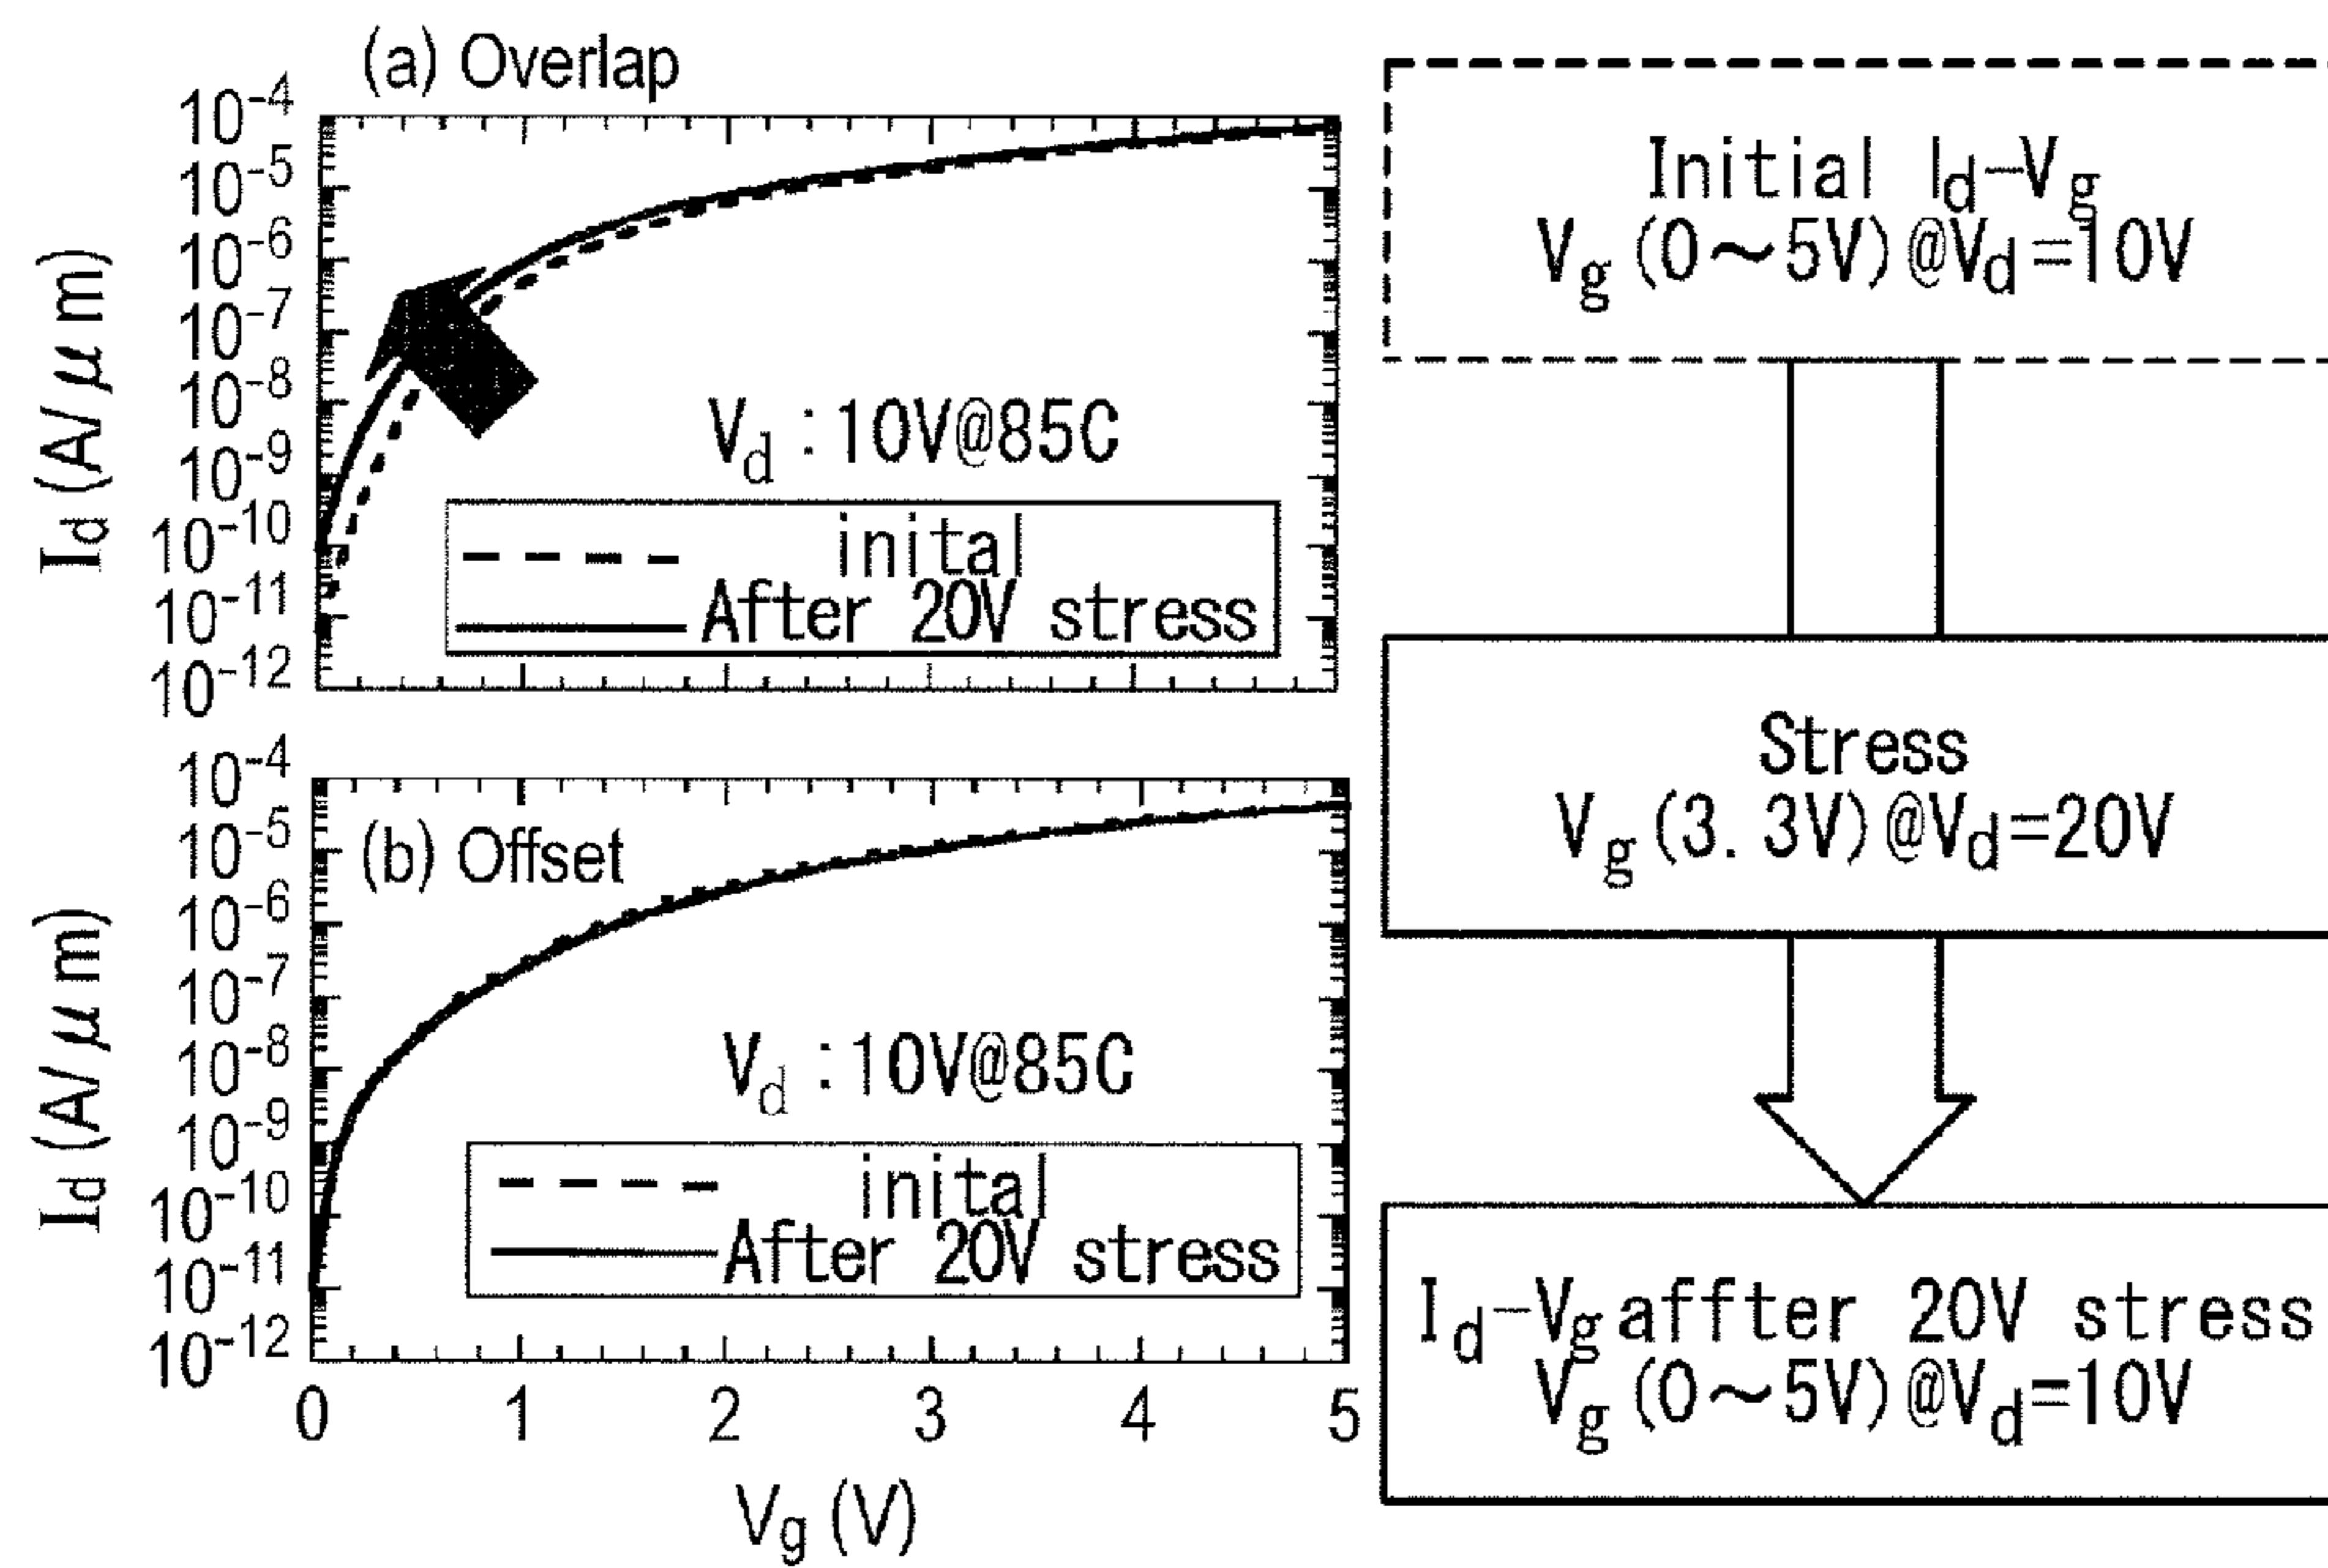 (a) Overlap
10-4
10-5
10-6
10-7
10-8
10-9
10-10
10-11
10-12
Id (A/μm)
Vd :10V@85C
inital
After 20V stress
(b) Offset
10-4
10-5
10-6
10-7
10-8
10-9
10-10
10-11
10-12
Id (A/μm)
Vd :10V@85C
inital
After 20V stress
0 1 2 3 4 5
Vg (V)
Initial Id-Vg
Vg (0~5V)@Vd=10V
Stress
Vg (3.3V)@Vd=20V
Id-Vg affter 20V stress
Vg (0~5V)@Vd=10V